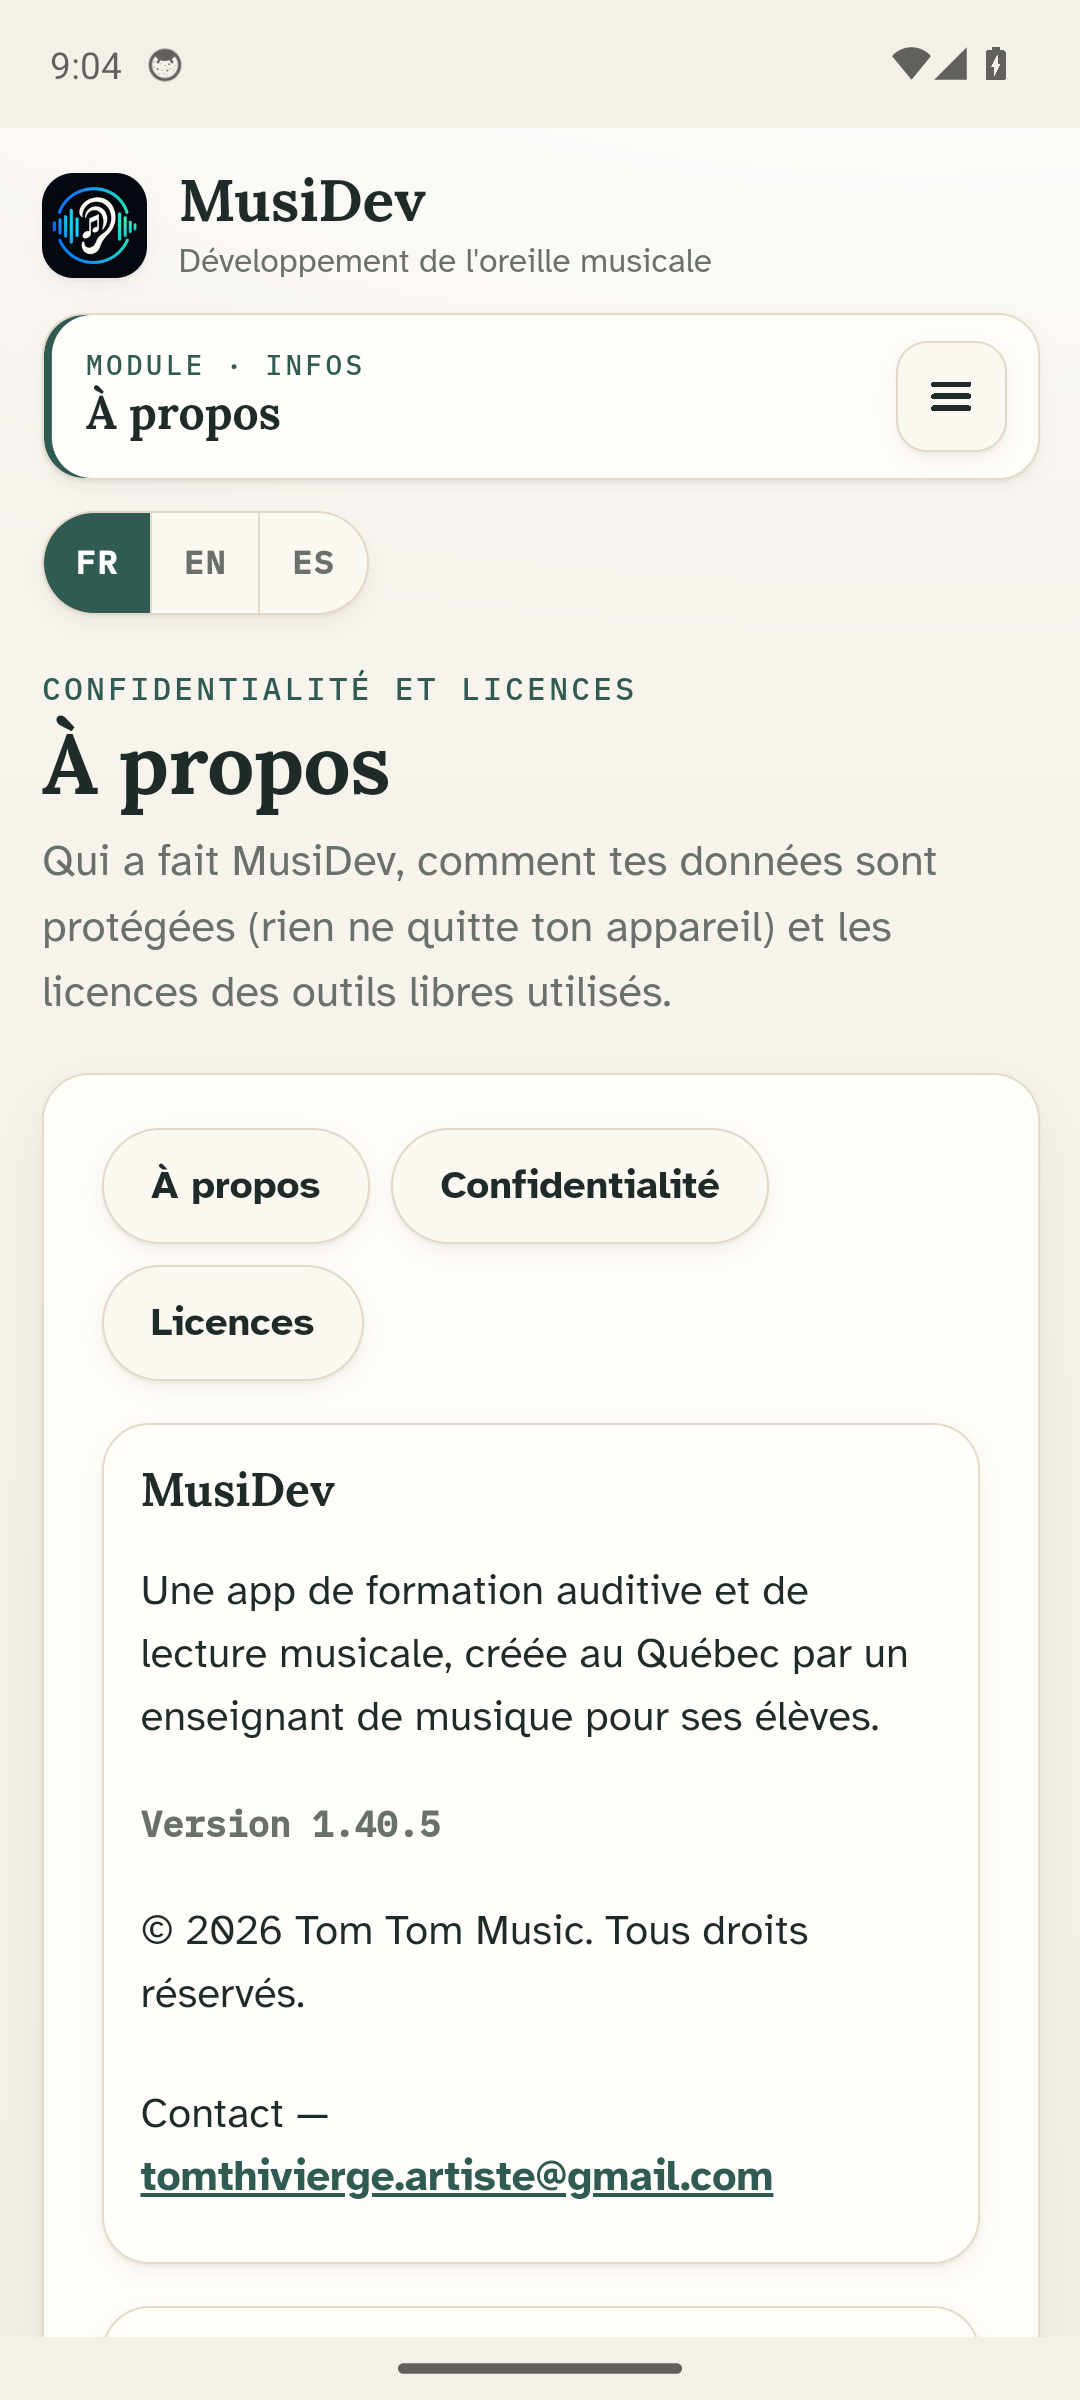 9:04
MusiDev
Développement de l'oreille musicale
MODULE · INFOS
À propos
FR EN ES
CONFIDENTIALITÉ ET LICENCES
À propos
Qui a fait MusiDev, comment tes données sont
protégées (rien ne quitte ton appareil) et les
licences des outils libres utilisés.
À propos Confidentialité
Licences
MusiDev
Une app de formation auditive et de
lecture musicale, créée au Québec par un
enseignant de musique pour ses élèves.
Version 1.40.5
© 2026 Tom Tom Music. Tous droits
réservés.
Contact —
tomthivierge.artiste@gmail.com